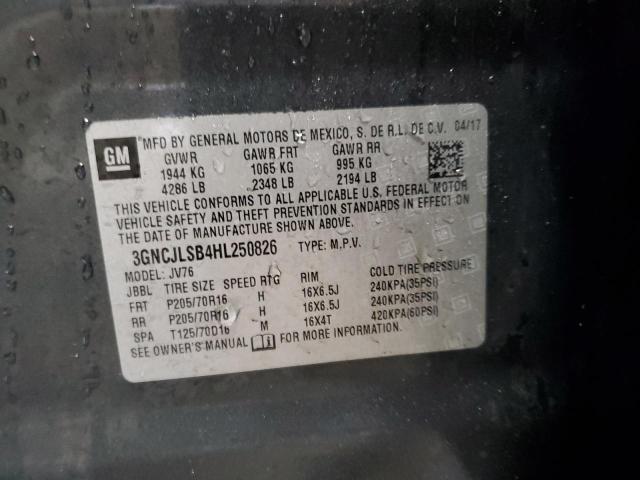 GM
MFD BY GENERAL MOTORS DE MEXICO, S. DE R.L. DE C.V. 04/17
GVWR GAWR FRT GAWR RR
1944 KG 1065 KG 995 KG
4286 LB 2348 LB 2194 LB
THIS VEHICLE CONFORMS TO ALL APPLICABLE U.S. FEDERAL MOTOR
VEHICLE SAFETY AND THEFT PREVENTION STANDARDS IN EFFECT ON
THE DATE OF MANUFACTURE SHOWN ABOVE.
3GNCJLSB4HL250826 TYPE: M.P.V.
MODEL: JV76
JBBL TIRE SIZE SPEED RTG RIM COLD TIRE PRESSURE
FRT P205/70R16 H 16X6.5J 240KPA(35PSI)
RR P205/70R16 H 16X6.5J 240KPA(35PSI)
SPA T125/70D16 M 16X4T 420KPA(60PSI)
SEE OWNER'S MANUAL FOR MORE INFORMATION